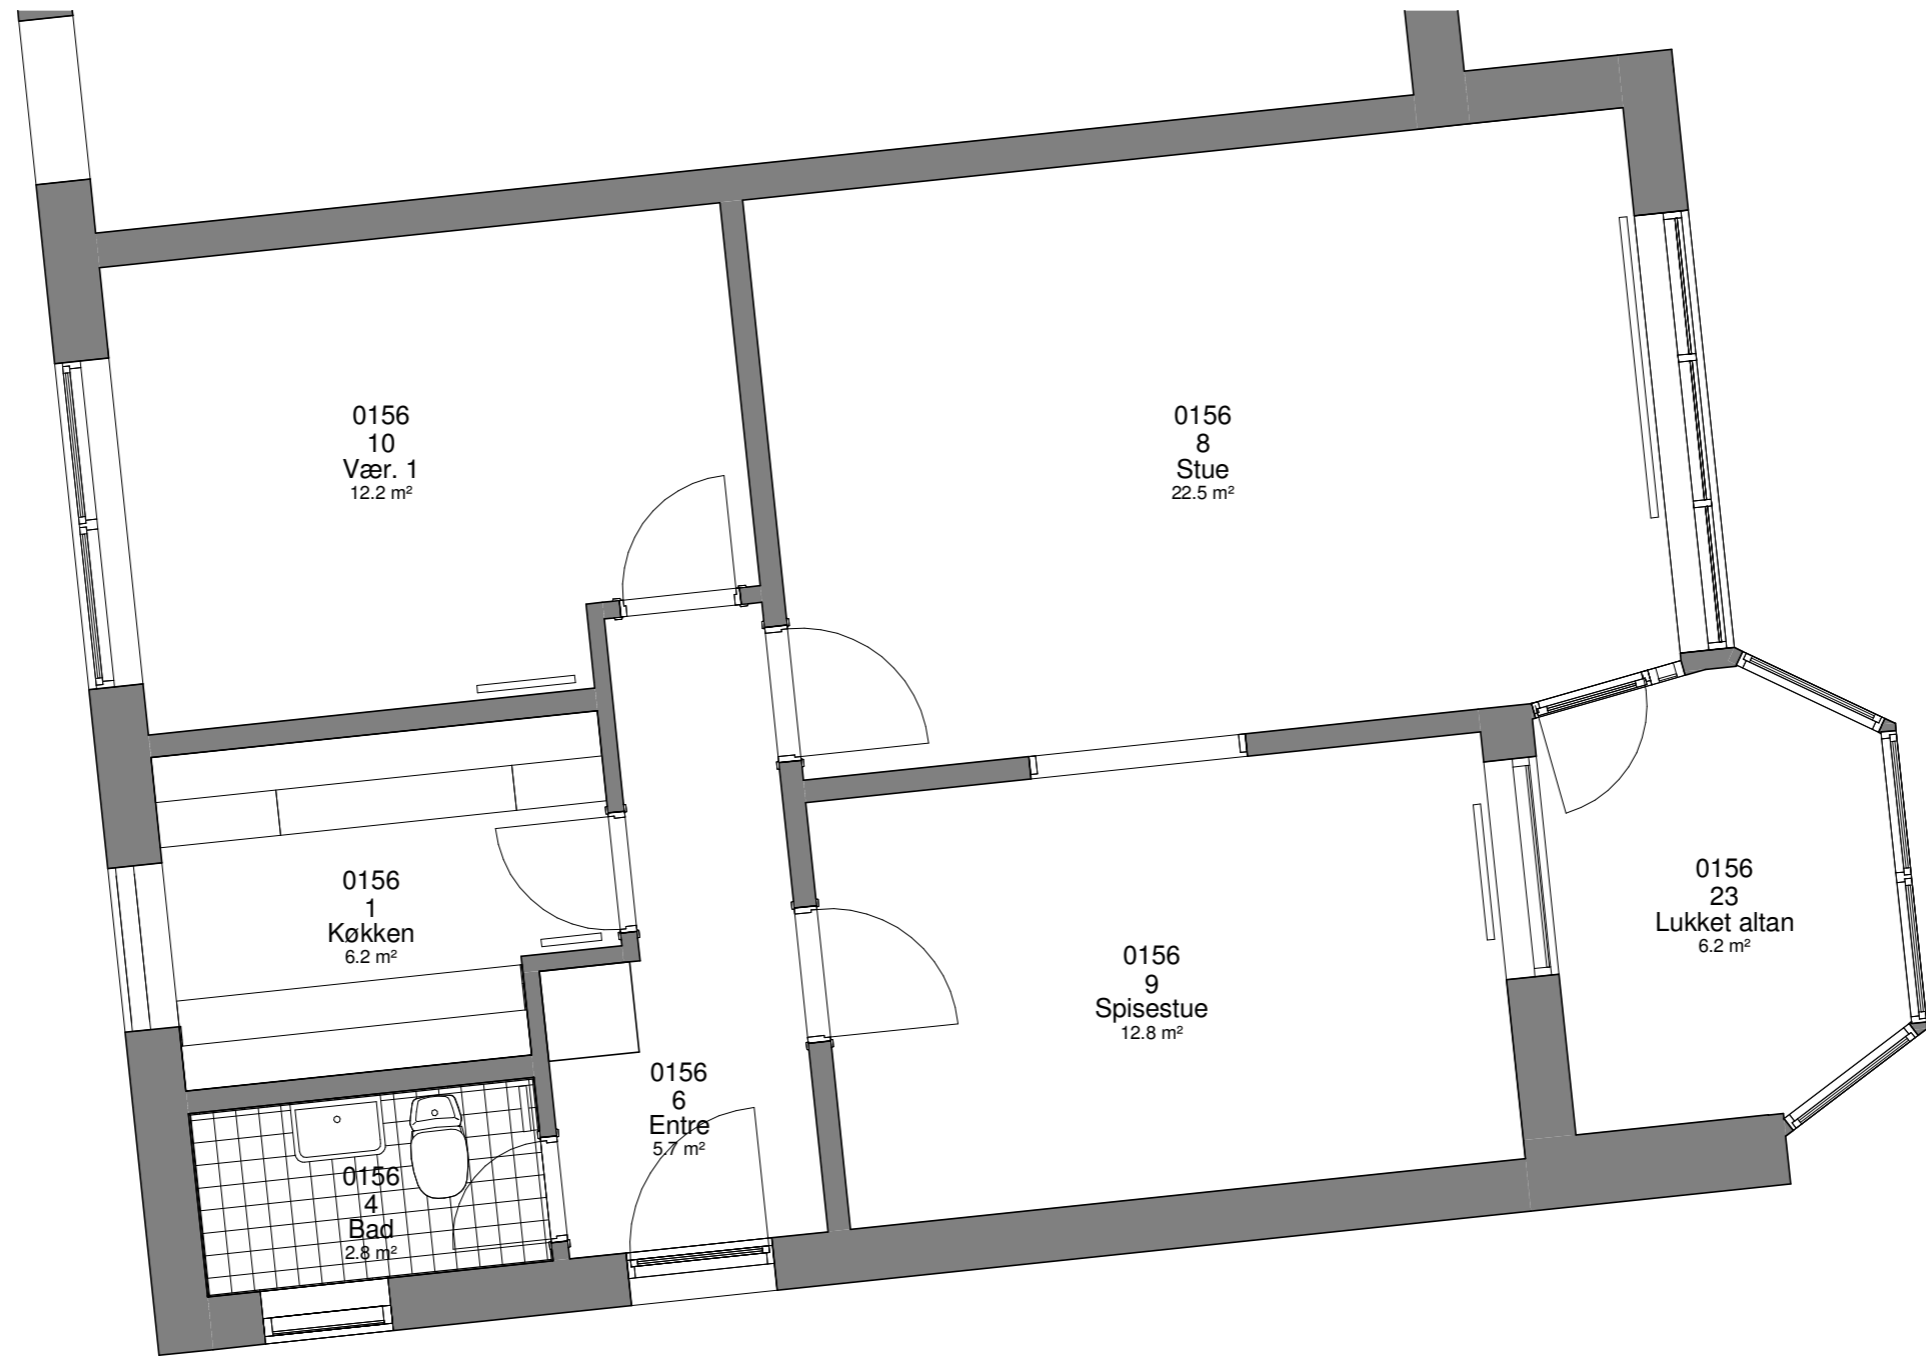 0156
10
Vær. 1
12.2 m²
0156
8
Stue
22.5 m²
0156
1
Køkken
6.2 m²
0156
23
Lukket altan
6.2 m²
0156
9
Spisestue
12.8 m²
0156
6
Entre
5.7 m²
0156
4
Bad
2.8 m²